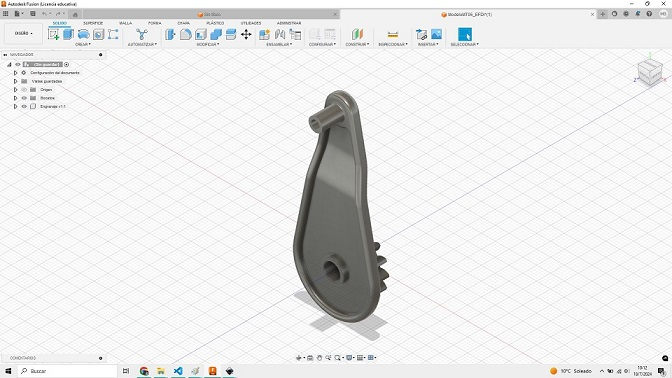 Autodesk Fusion (Licencia educativa)
Sin título
ModeloBTIS_EFDP(1)
SÓLIDO SUPERFICIE MALLA FORMA CHAPA PLÁSTICO UTILIDADES ADMINISTRAR
DISEÑO
CREAR AUTOMATIZAR MODIFICAR ENSAMBLAR CONFIGURAR CONSTRUIR INSPECCIONAR INSERTAR SELECCIONAR
NAVEGADOR
(Sin guardar)
Configuración del documento
Vistas guardadas
Origen
Bocetos
Engranaje v1:1
COMENTARIOS
Buscar
10°C Soleado
10:12
10/7/2024